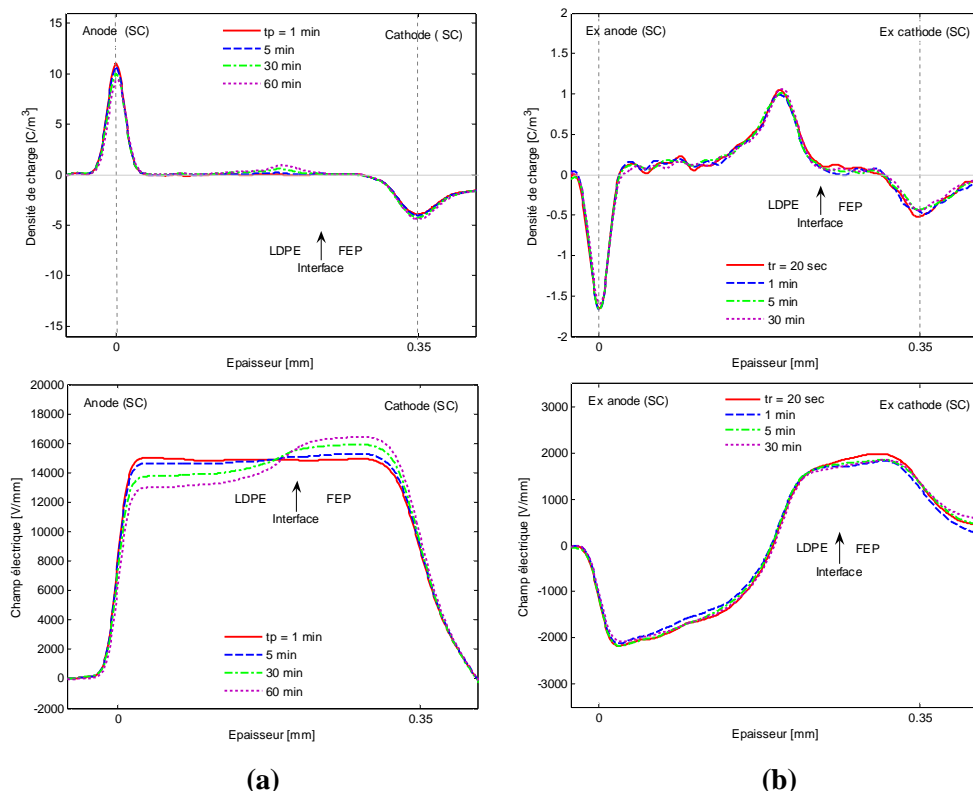 Anode (SC)
Cathode ( SC)
tp = 1 min
5 min
30 min
60 min
15
10
5
0
-5
-10
-15
Densité de charge [C/m³]
LDPE
FEP
Interface
0
0.35
Epaisseur [mm]
Ex anode (SC)
Ex cathode (SC)
2
1.5
1
0.5
0
-0.5
-1
-1.5
-2
Densité de charge [C/m³]
LDPE
FEP
Interface
tr = 20 sec
1 min
5 min
30 min
0
0.35
Epaisseur [mm]
Anode (SC)
Cathode (SC)
20000
18000
16000
14000
12000
10000
8000
6000
4000
2000
0
-2000
Champ électrique [V/mm]
LDPE
FEP
Interface
tp = 1 min
5 min
30 min
60 min
0
0.35
Epaisseur [mm]
Ex anode (SC)
Ex cathode (SC)
tr = 20 sec
1 min
5 min
30 min
3000
2000
1000
0
-1000
-2000
-3000
Champ électrique [V/mm]
LDPE
FEP
Interface
0
0.35
Epaisseur [mm]
(a)
(b)